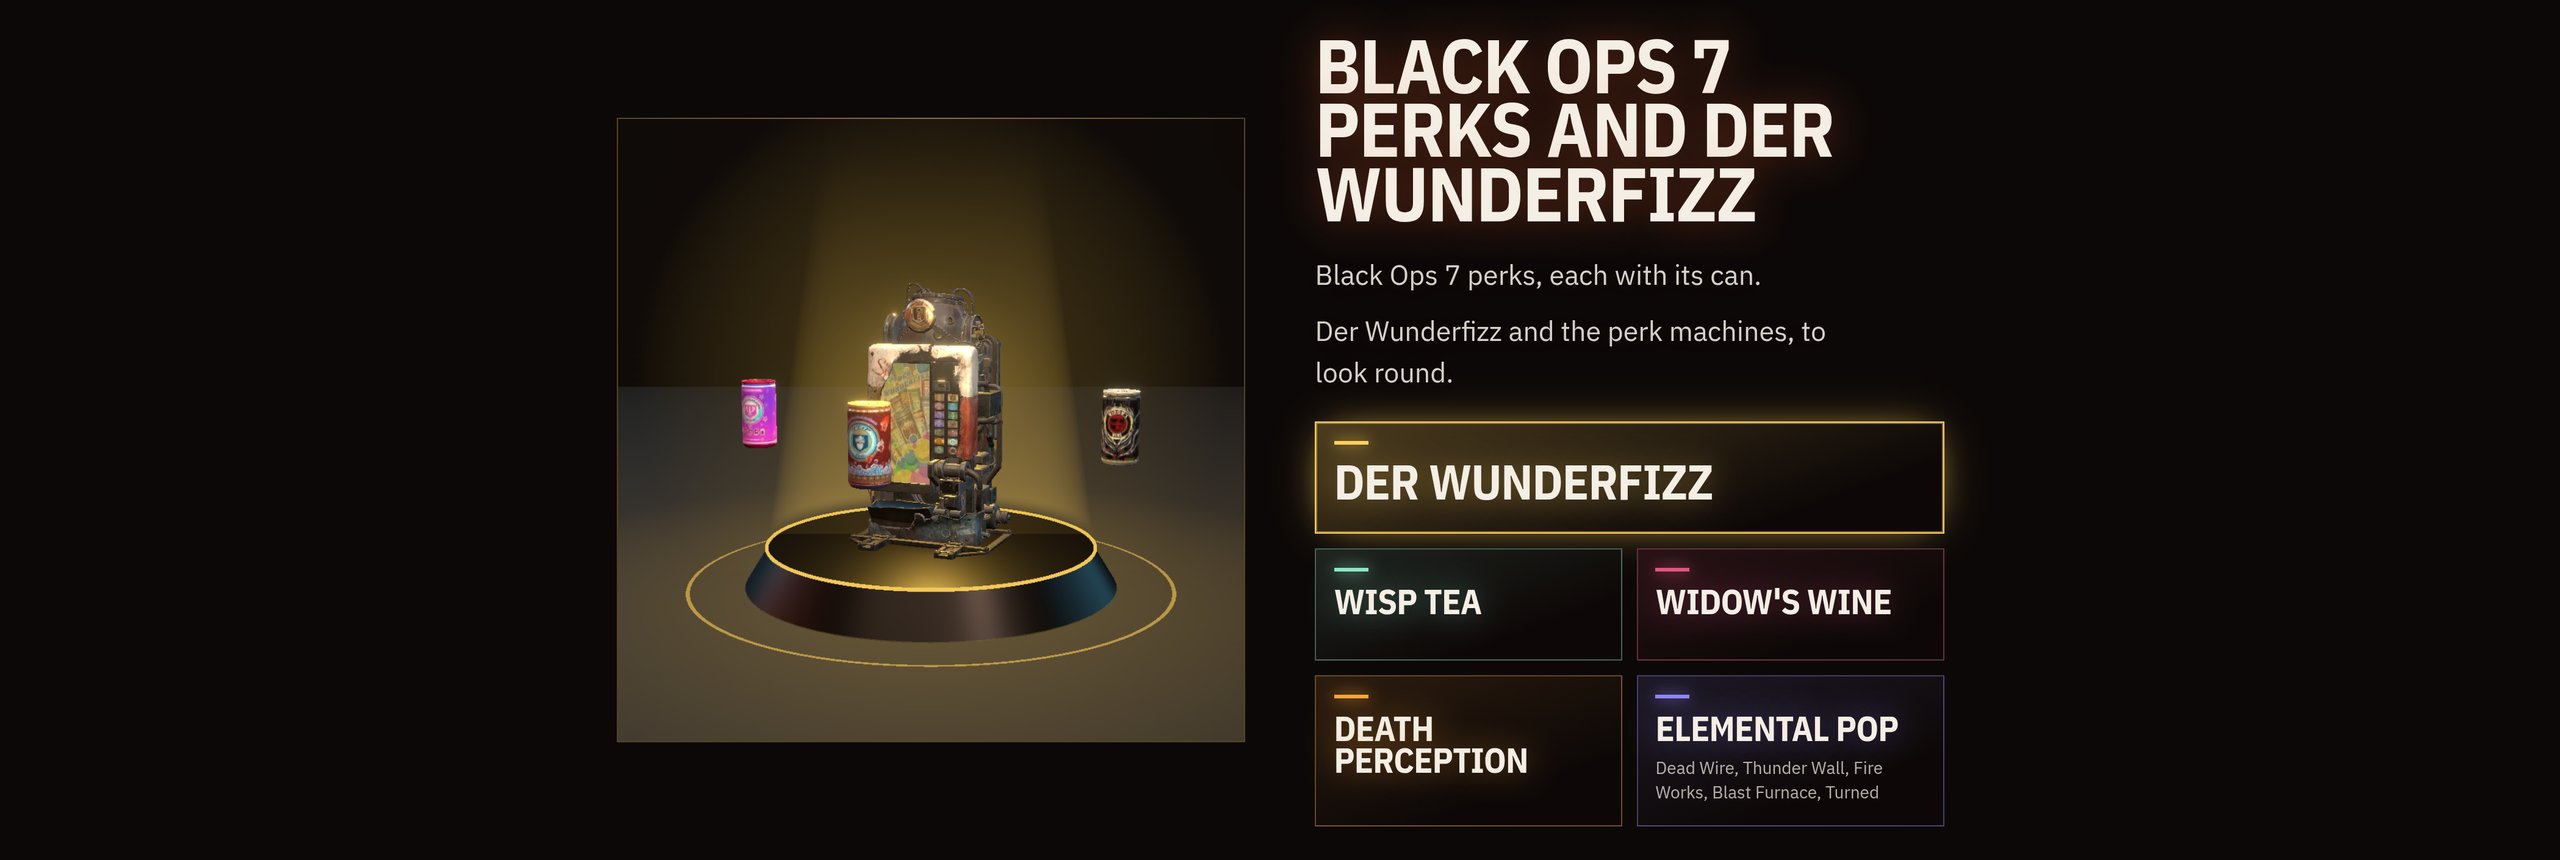 BLACK OPS 7
PERKS AND DER
WUNDERFIZZ
Black Ops 7 perks, each with its can.
Der Wunderfizz and the perk machines, to
look round.
DER WUNDERFIZZ
WISP TEA
WIDOW'S WINE
DEATH
PERCEPTION
ELEMENTAL POP
Dead Wire, Thunder Wall, Fire
Works, Blast Furnace, Turned